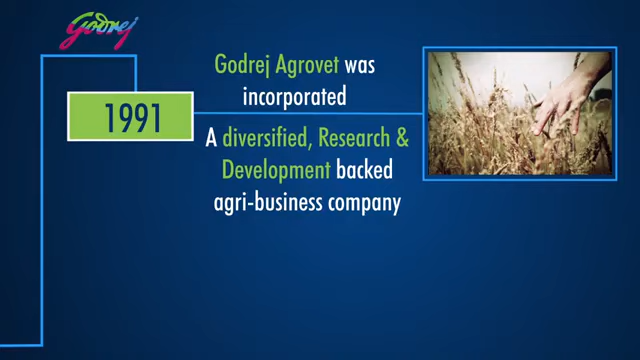 Godrej
1991
Godrej Agrovet was
incorporated
A diversified, Research &
Development backed
agri-business company